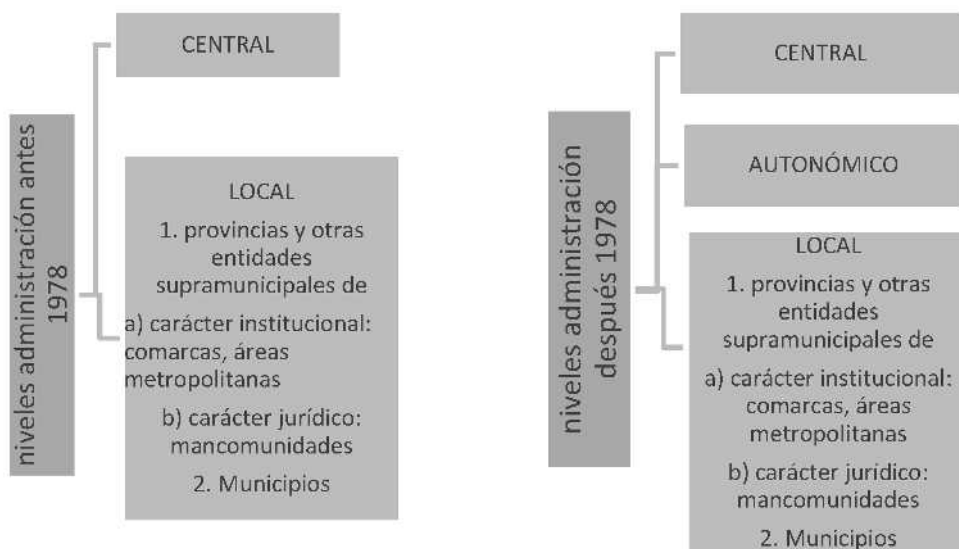 niveles administración antes
1978
CENTRAL
LOCAL
1. provincias y otras
entidades
supramunicipales de
a) carácter institucional:
comarcas, áreas
metropolitanas
b) carácter jurídico:
mancomunidades
2. Municipios
niveles administración
después 1978
CENTRAL
AUTONÓMICO
LOCAL
1. provincias y otras
entidades
supramunicipales de
a) carácter institucional:
comarcas, áreas
metropolitanas
b) carácter jurídico:
mancomunidades
2. Municipios